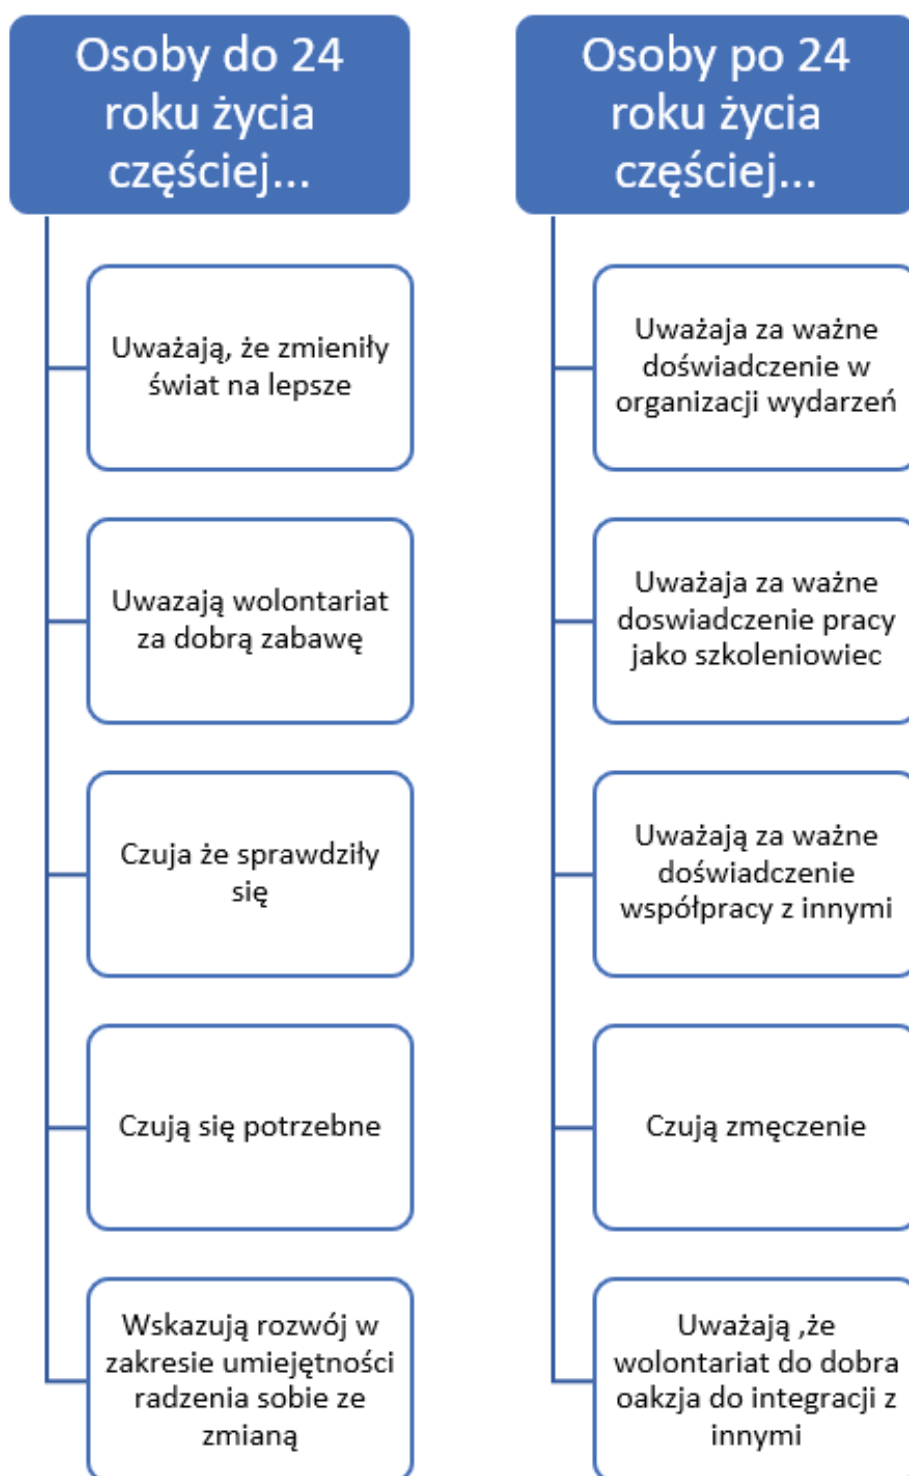 Osoby do 24
roku życia
częściej...
Uważają, że zmieniły
świat na lepsze
Uwazają wolontariat
za dobrą zabawę
Czuja że sprawdziły
się
Czują się potrzebne
Wskazują rozwój w
zakresie umiejętności
radzenia sobie ze
zmianą
Osoby po 24
roku życia
częściej...
Uważaja za ważne
doświadczenie w
organizacji wydarzeń
Uważaja za ważne
doswiadczenie pracy
jako szkoleniowiec
Uważają za ważne
doświadczenie
współpracy z innymi
Czują zmęczenie
Uważają ,że
wolontariat do dobra
oakzja do integracji z
innymi